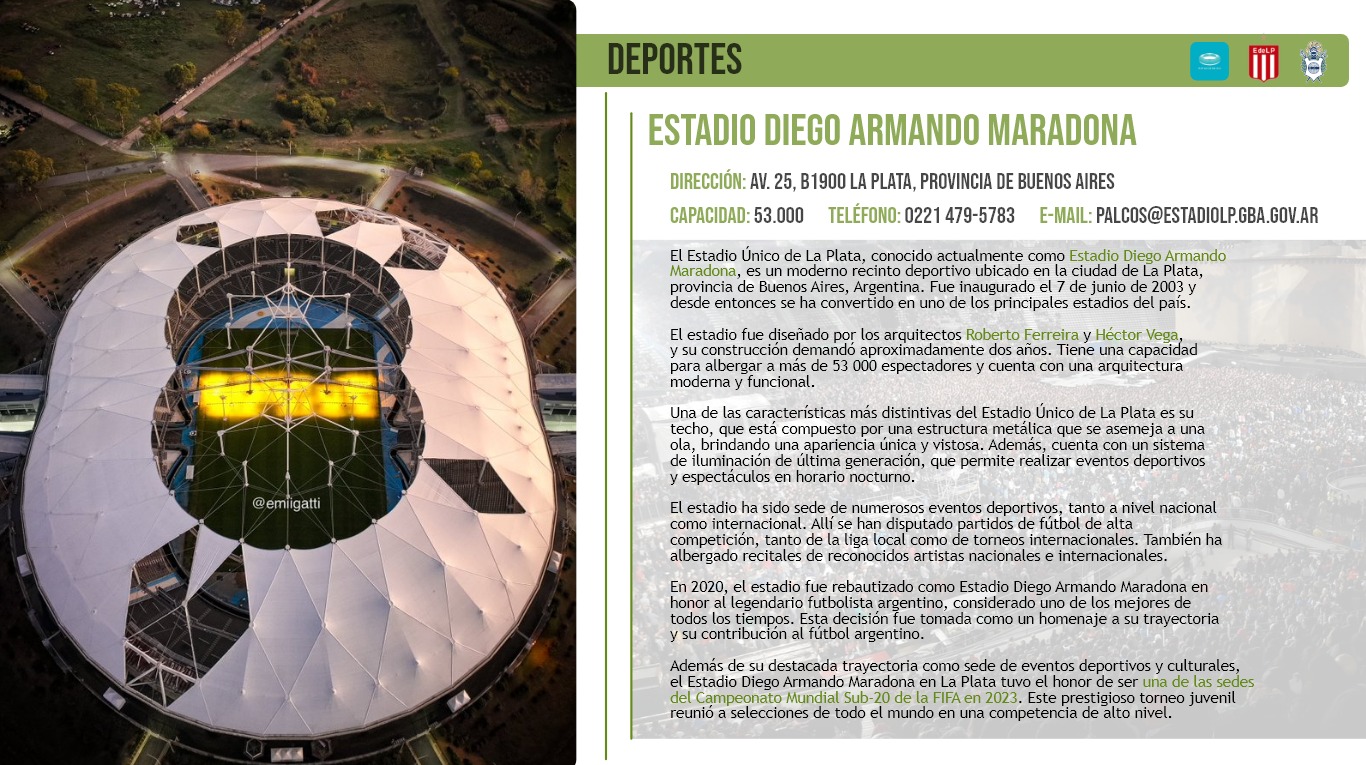 DEPORTES
EdeLP
ESTADIO DIEGO ARMANDO MARADONA
DIRECCIÓN: AV. 25, B1900 LA PLATA, PROVINCIA DE BUENOS AIRES
CAPACIDAD: 53.000 TELÉFONO: 0221 479-5783 E-MAIL: PALCOS@ESTADIOLP.GBA.GOV.AR
El Estadio Único de La Plata, conocido actualmente como Estadio Diego Armando
Maradona, es un moderno recinto deportivo ubicado en la ciudad de La Plata,
provincia de Buenos Aires, Argentina. Fue inaugurado el 7 de junio de 2003 y
desde entonces se ha convertido en uno de los principales estadios del país.
El estadio fue diseñado por los arquitectos Roberto Ferreira y Héctor Vega,
y su construcción demandó aproximadamente dos años. Tiene una capacidad
para albergar a más de 53 000 espectadores y cuenta con una arquitectura
moderna y funcional.
Una de las características más distintivas del Estadio Único de La Plata es su
techo, que está compuesto por una estructura metálica que se asemeja a una
ola, brindando una apariencia única y vistosa. Además, cuenta con un sistema
de iluminación de última generación, que permite realizar eventos deportivos
y espectáculos en horario nocturno.
El estadio ha sido sede de numerosos eventos deportivos, tanto a nivel nacional
como internacional. Allí se han disputado partidos de fútbol de alta
competición, tanto de la liga local como de torneos internacionales. También ha
albergado recitales de reconocidos artistas nacionales e internacionales.
En 2020, el estadio fue rebautizado como Estadio Diego Armando Maradona en
honor al legendario futbolista argentino, considerado uno de los mejores de
todos los tiempos. Esta decisión fue tomada como un homenaje a su trayectoria
y su contribución al fútbol argentino.
Además de su destacada trayectoria como sede de eventos deportivos y culturales,
el Estadio Diego Armando Maradona en La Plata tuvo el honor de ser una de las sedes
del Campeonato Mundial Sub-20 de la FIFA en 2023. Este prestigioso torneo juvenil
reunió a selecciones de todo el mundo en una competencia de alto nivel.
@emiigatti